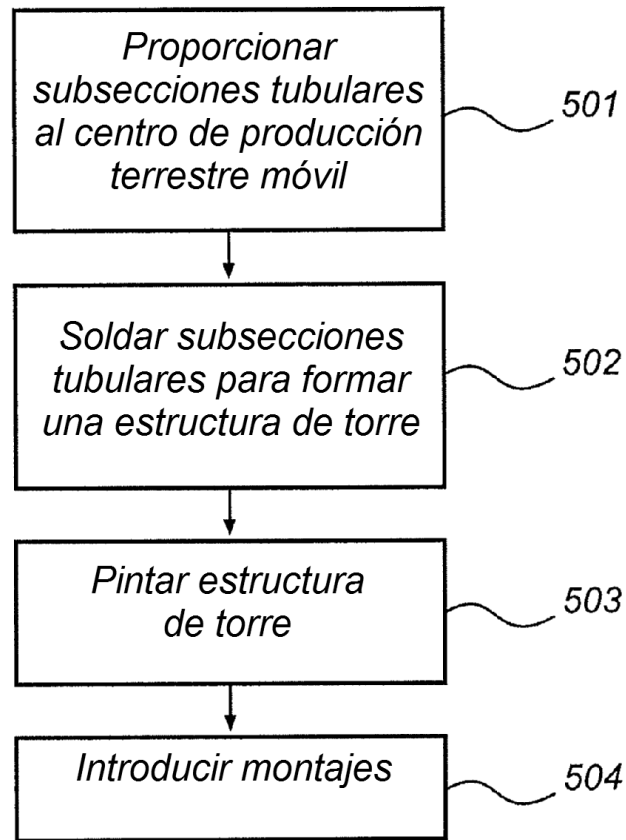 Proporcionar
subsecciones tubulares
al centro de producción
terrestre móvil
501
Soldar subsecciones
tubulares para formar
una estructura de torre
502
Pintar estructura
de torre
503
Introducir montajes
504